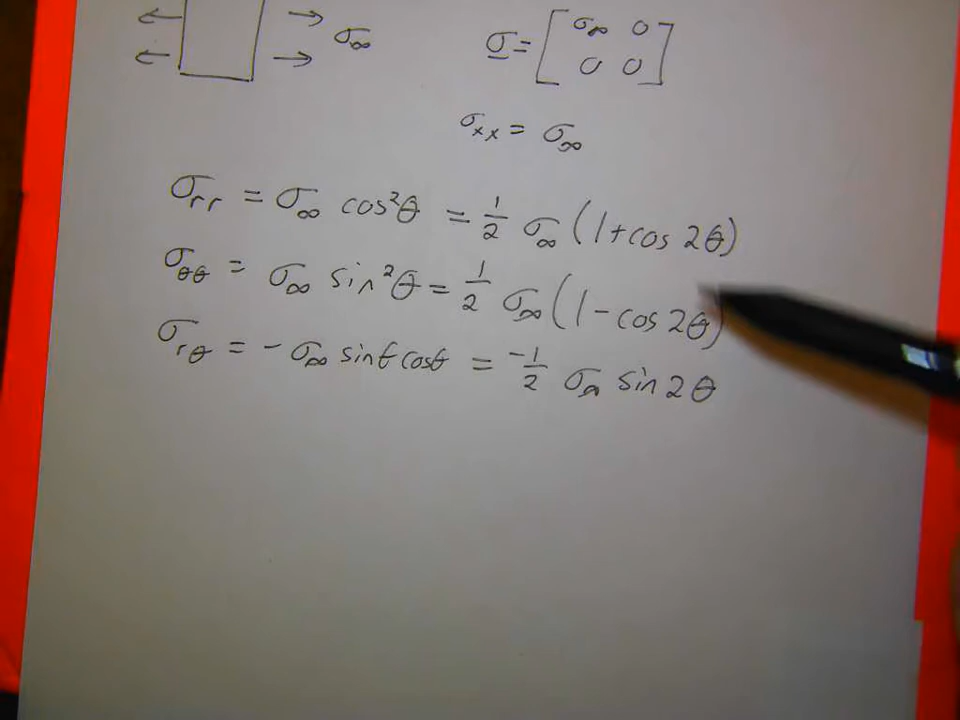 σ∞ σ = [σ∞ 0
0 0]
σxx = σ∞
σrr = σ∞ cos²θ = 1/2 σ∞ (1+cos 2θ)
σθθ = σ∞ sin²θ = 1/2 σ∞ (1-cos 2θ)
σrθ = -σ∞ sinθ cosθ = -1/2 σ∞ sin 2θ